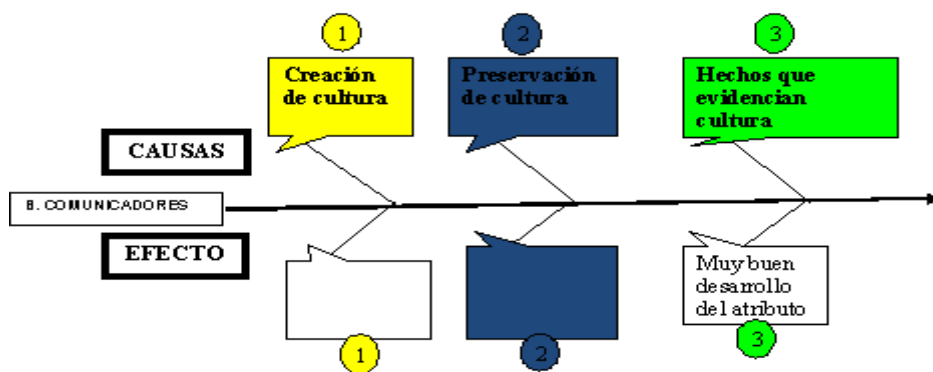 1
2
3
Creación
de cultura
Preservación
de cultura
Hechos que
evidencian
cultura
CAUSAS
8. COMUNICADORES
EFECTO
Muy buen
desarrollo
del atributo
1
2
3